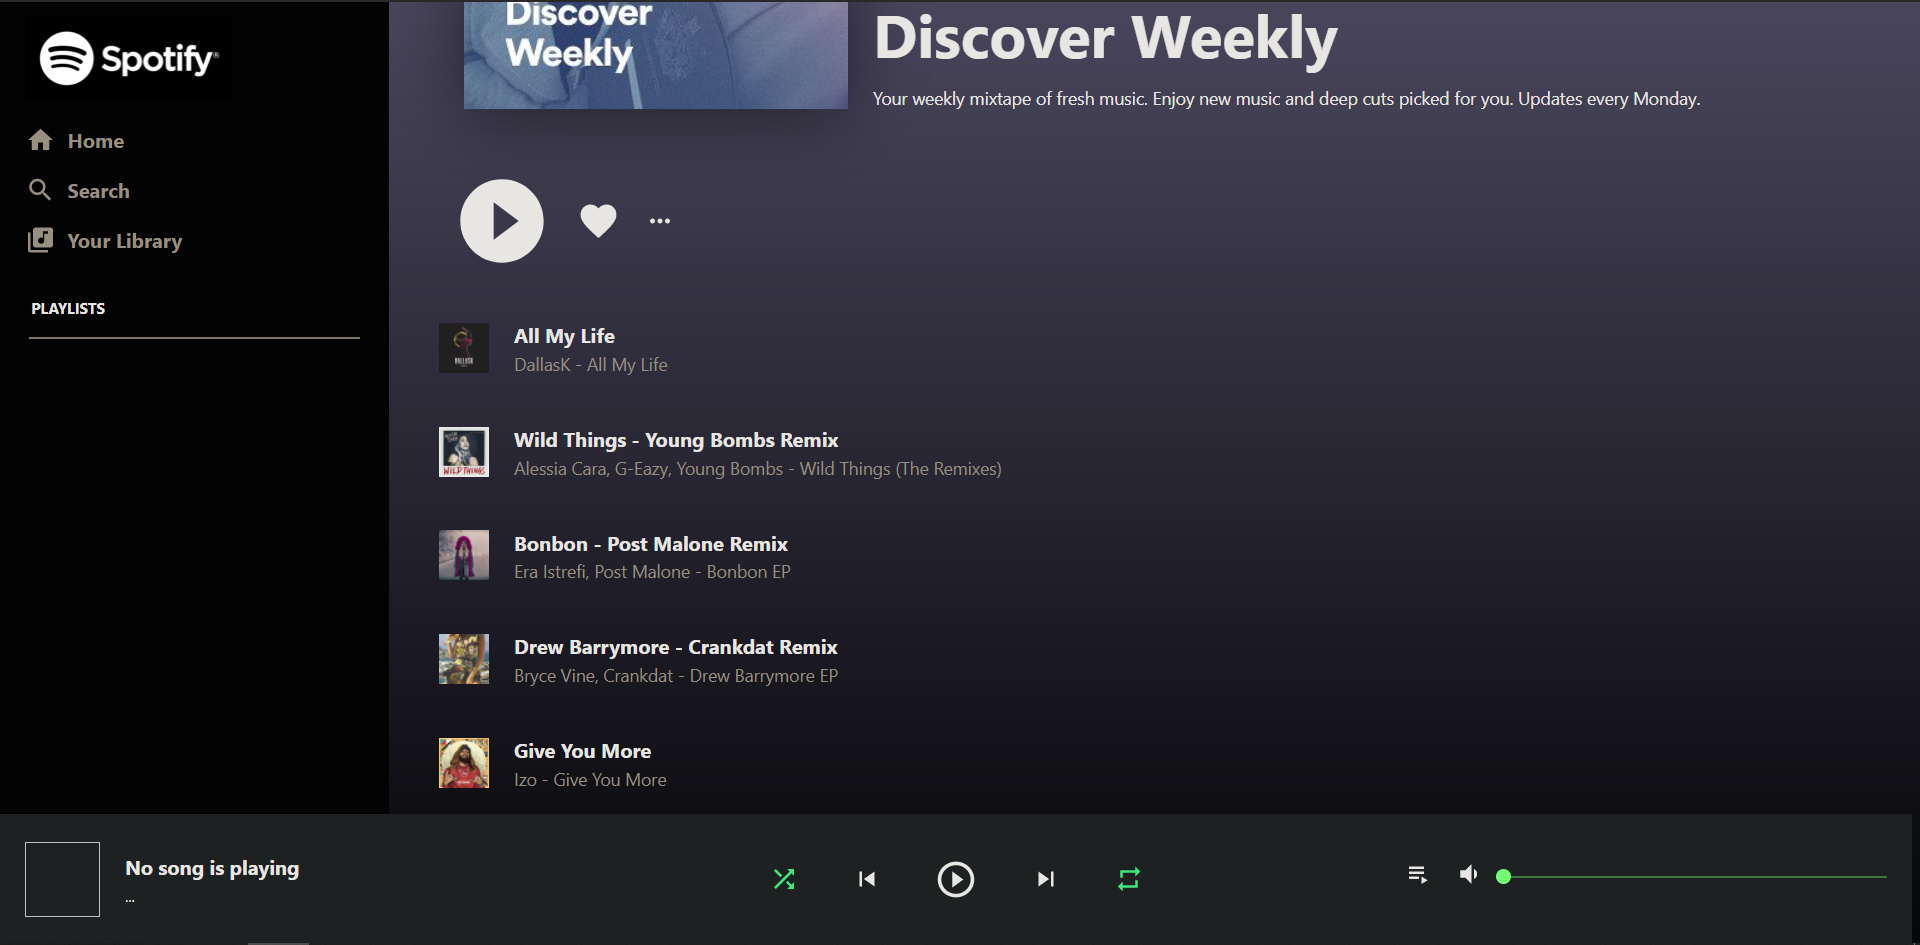 Spotify®
Home
Search
Your Library
PLAYLISTS
Discover
Weekly
Discover Weekly
Your weekly mixtape of fresh music. Enjoy new music and deep cuts picked for you. Updates every Monday.
All My Life
DallasK - All My Life
Wild Things - Young Bombs Remix
Alessia Cara, G-Eazy, Young Bombs - Wild Things (The Remixes)
WILD THINGS
Bonbon - Post Malone Remix
Era Istrefi, Post Malone - Bonbon EP
Drew Barrymore - Crankdat Remix
Bryce Vine, Crankdat - Drew Barrymore EP
Give You More
Izo - Give You More
No song is playing
...